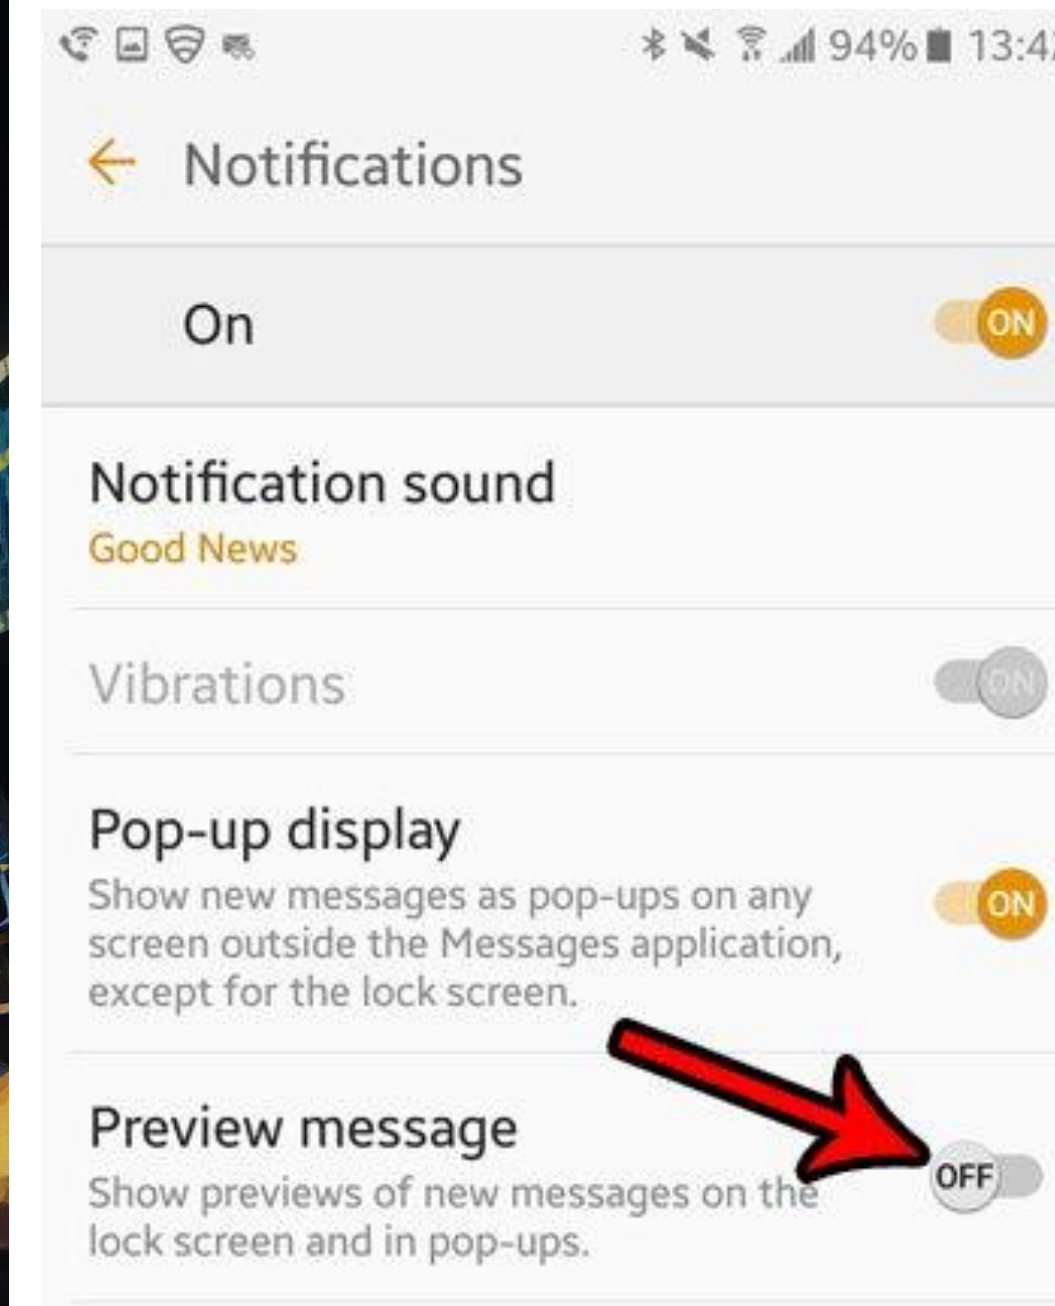 94% 13:4
Notifications
On
ON
Notification sound
Good News
Vibrations
ON
Pop-up display
Show new messages as pop-ups on any
screen outside the Messages application,
except for the lock screen.
ON
Preview message
Show previews of new messages on the
lock screen and in pop-ups.
OFF